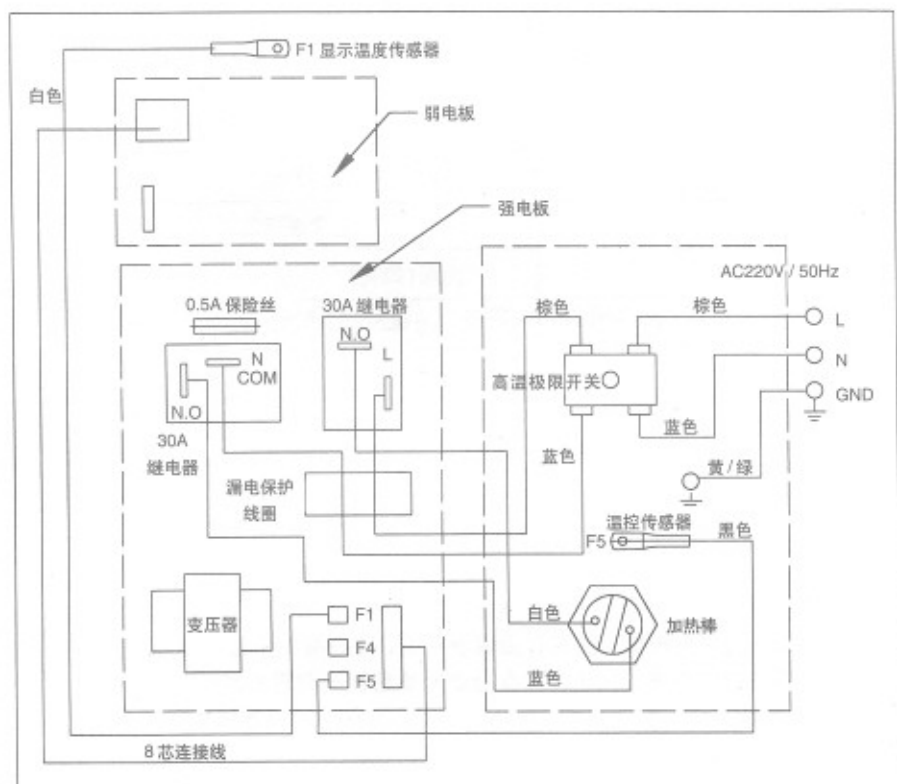 F1 显示温度传感器
白色
弱电板
强电板
AC220V / 50Hz
0.5A 保险丝
30A 继电器
棕色
棕色
L
N.O
N
COM
L
N
高温极限开关
GND
N.O
蓝色
30A
继电器
蓝色
黄 / 绿
漏电保护
线圈
温控传感器
黑色
F5
变压器
F1
白色
加热棒
F4
F5
蓝色
8 芯连接线